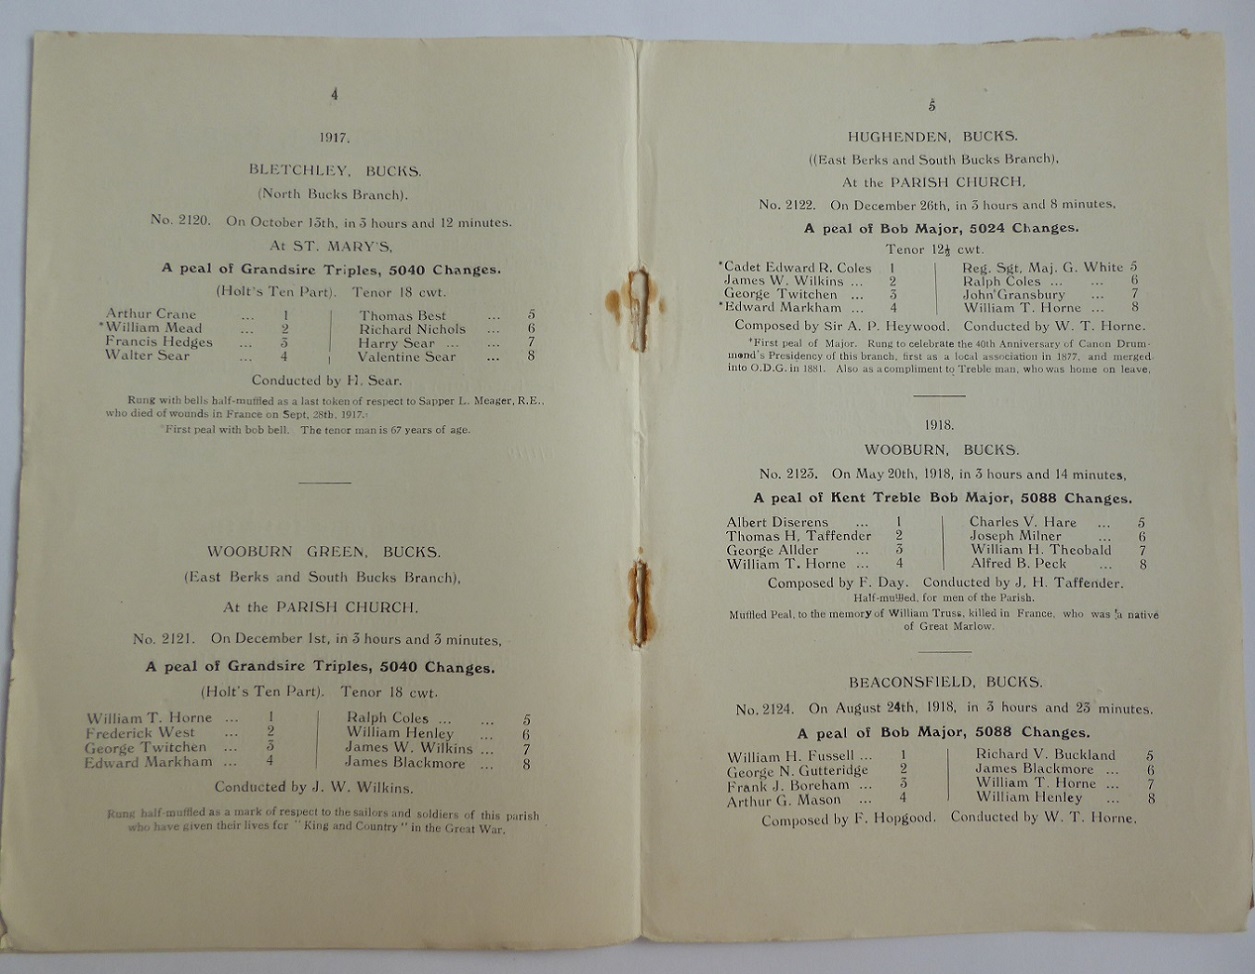 4
1917.
BLETCHLEY, BUCKS.
(North Bucks Branch).
No. 2120. On October 13th, in 3 hours and 12 minutes.
At ST. MARY'S,
A peal of Grandsire Triples, 5040 Changes.
(Holt's Ten Part). Tenor 18 cwt.
Arthur Crane ... 1 Thomas Best ... 5
*William Mead ... 2 Richard Nichols ... 6
Francis Hedges ... 3 Harry Sear ... ... 7
Walter Sear ... 4 Valentine Sear ... 8
Conducted by H. Sear.
Rung with bells half-muffled as a last token of respect to Sapper L. Meager, R.E.,
who died of wounds in France on Sept. 28th, 1917.
*First peal with bob bell. The tenor man is 67 years of age.
WOOBURN GREEN, BUCKS.
(East Berks and South Bucks Branch),
At the PARISH CHURCH,
No. 2121. On December 1st, in 3 hours and 3 minutes,
A peal of Grandsire Triples, 5040 Changes.
(Holt's Ten Part). Tenor 18 cwt.
William T. Horne ... 1 Ralph Coles ... ... 5
Frederick West ... 2 William Henley ... 6
George Twitchen ... 3 James W. Wilkins ... 7
Edward Markham ... 4 James Blackmore ... 8
Conducted by J. W. Wilkins.
Rung half-muffled as a mark of respect to the sailors and soldiers of this parish
who have given their lives for "King and Country" in the Great War.
5
HUGHENDEN, BUCKS.
((East Berks and South Bucks Branch),
At the PARISH CHURCH,
No. 2122. On December 26th, in 3 hours and 8 minutes,
A peal of Bob Major, 5024 Changes.
Tenor 12½ cwt.
*Cadet Edward R. Coles 1 Reg. Sgt. Maj. G. White 5
James W. Wilkins ... 2 Ralph Coles ... ... 6
George Twitchen ... 3 John Gransbury ... 7
*Edward Markham ... 4 William T. Horne ... 8
Composed by Sir A. P. Heywood. Conducted by W. T. Horne.
*First peal of Major. Rung to celebrate the 40th Anniversary of Canon Drum-
mond's Presidency of this branch, first as a local association in 1877, and merged
into O.D.G. in 1881. Also as a compliment to Treble man, who was home on leave,
1918.
WOOBURN, BUCKS.
No. 2123. On May 20th, 1918, in 3 hours and 14 minutes,
A peal of Kent Treble Bob Major, 5088 Changes.
Albert Diserens ... 1 Charles V. Hare ... 5
Thomas H. Taffender 2 Joseph Milner ... 6
George Allder ... 3 William H. Theobald 7
William T. Horne ... 4 Alfred B. Peck ... 8
Composed by F. Day. Conducted by J. H. Taffender.
Half-muffled, for men of the Parish.
Muffled Peal, to the memory of William Truss, killed in France, who was a native
of Great Marlow.
BEACONSFIELD, BUCKS.
No. 2124. On August 24th, 1918, in 3 hours and 23 minutes.
A peal of Bob Major, 5088 Changes.
William H. Fussell ... 1 Richard V. Buckland 5
George N. Gutteridge 2 James Blackmore ... 6
Frank J. Boreham ... 3 William T. Horne ... 7
Arthur G. Mason ... 4 William Henley ... 8
Composed by F. Hopgood. Conducted by W. T. Horne.